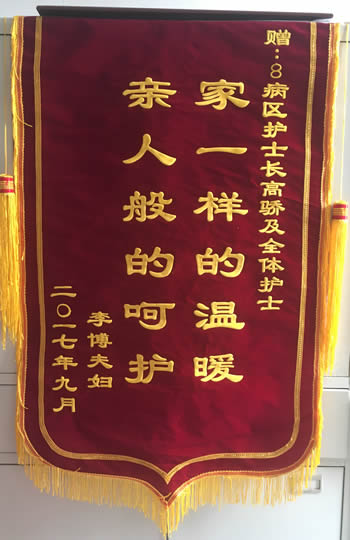 赠:8病区护士长高骄及全体护士
家一样的温暖
亲人般的呵护
李博夫妇
二〇一七年九月